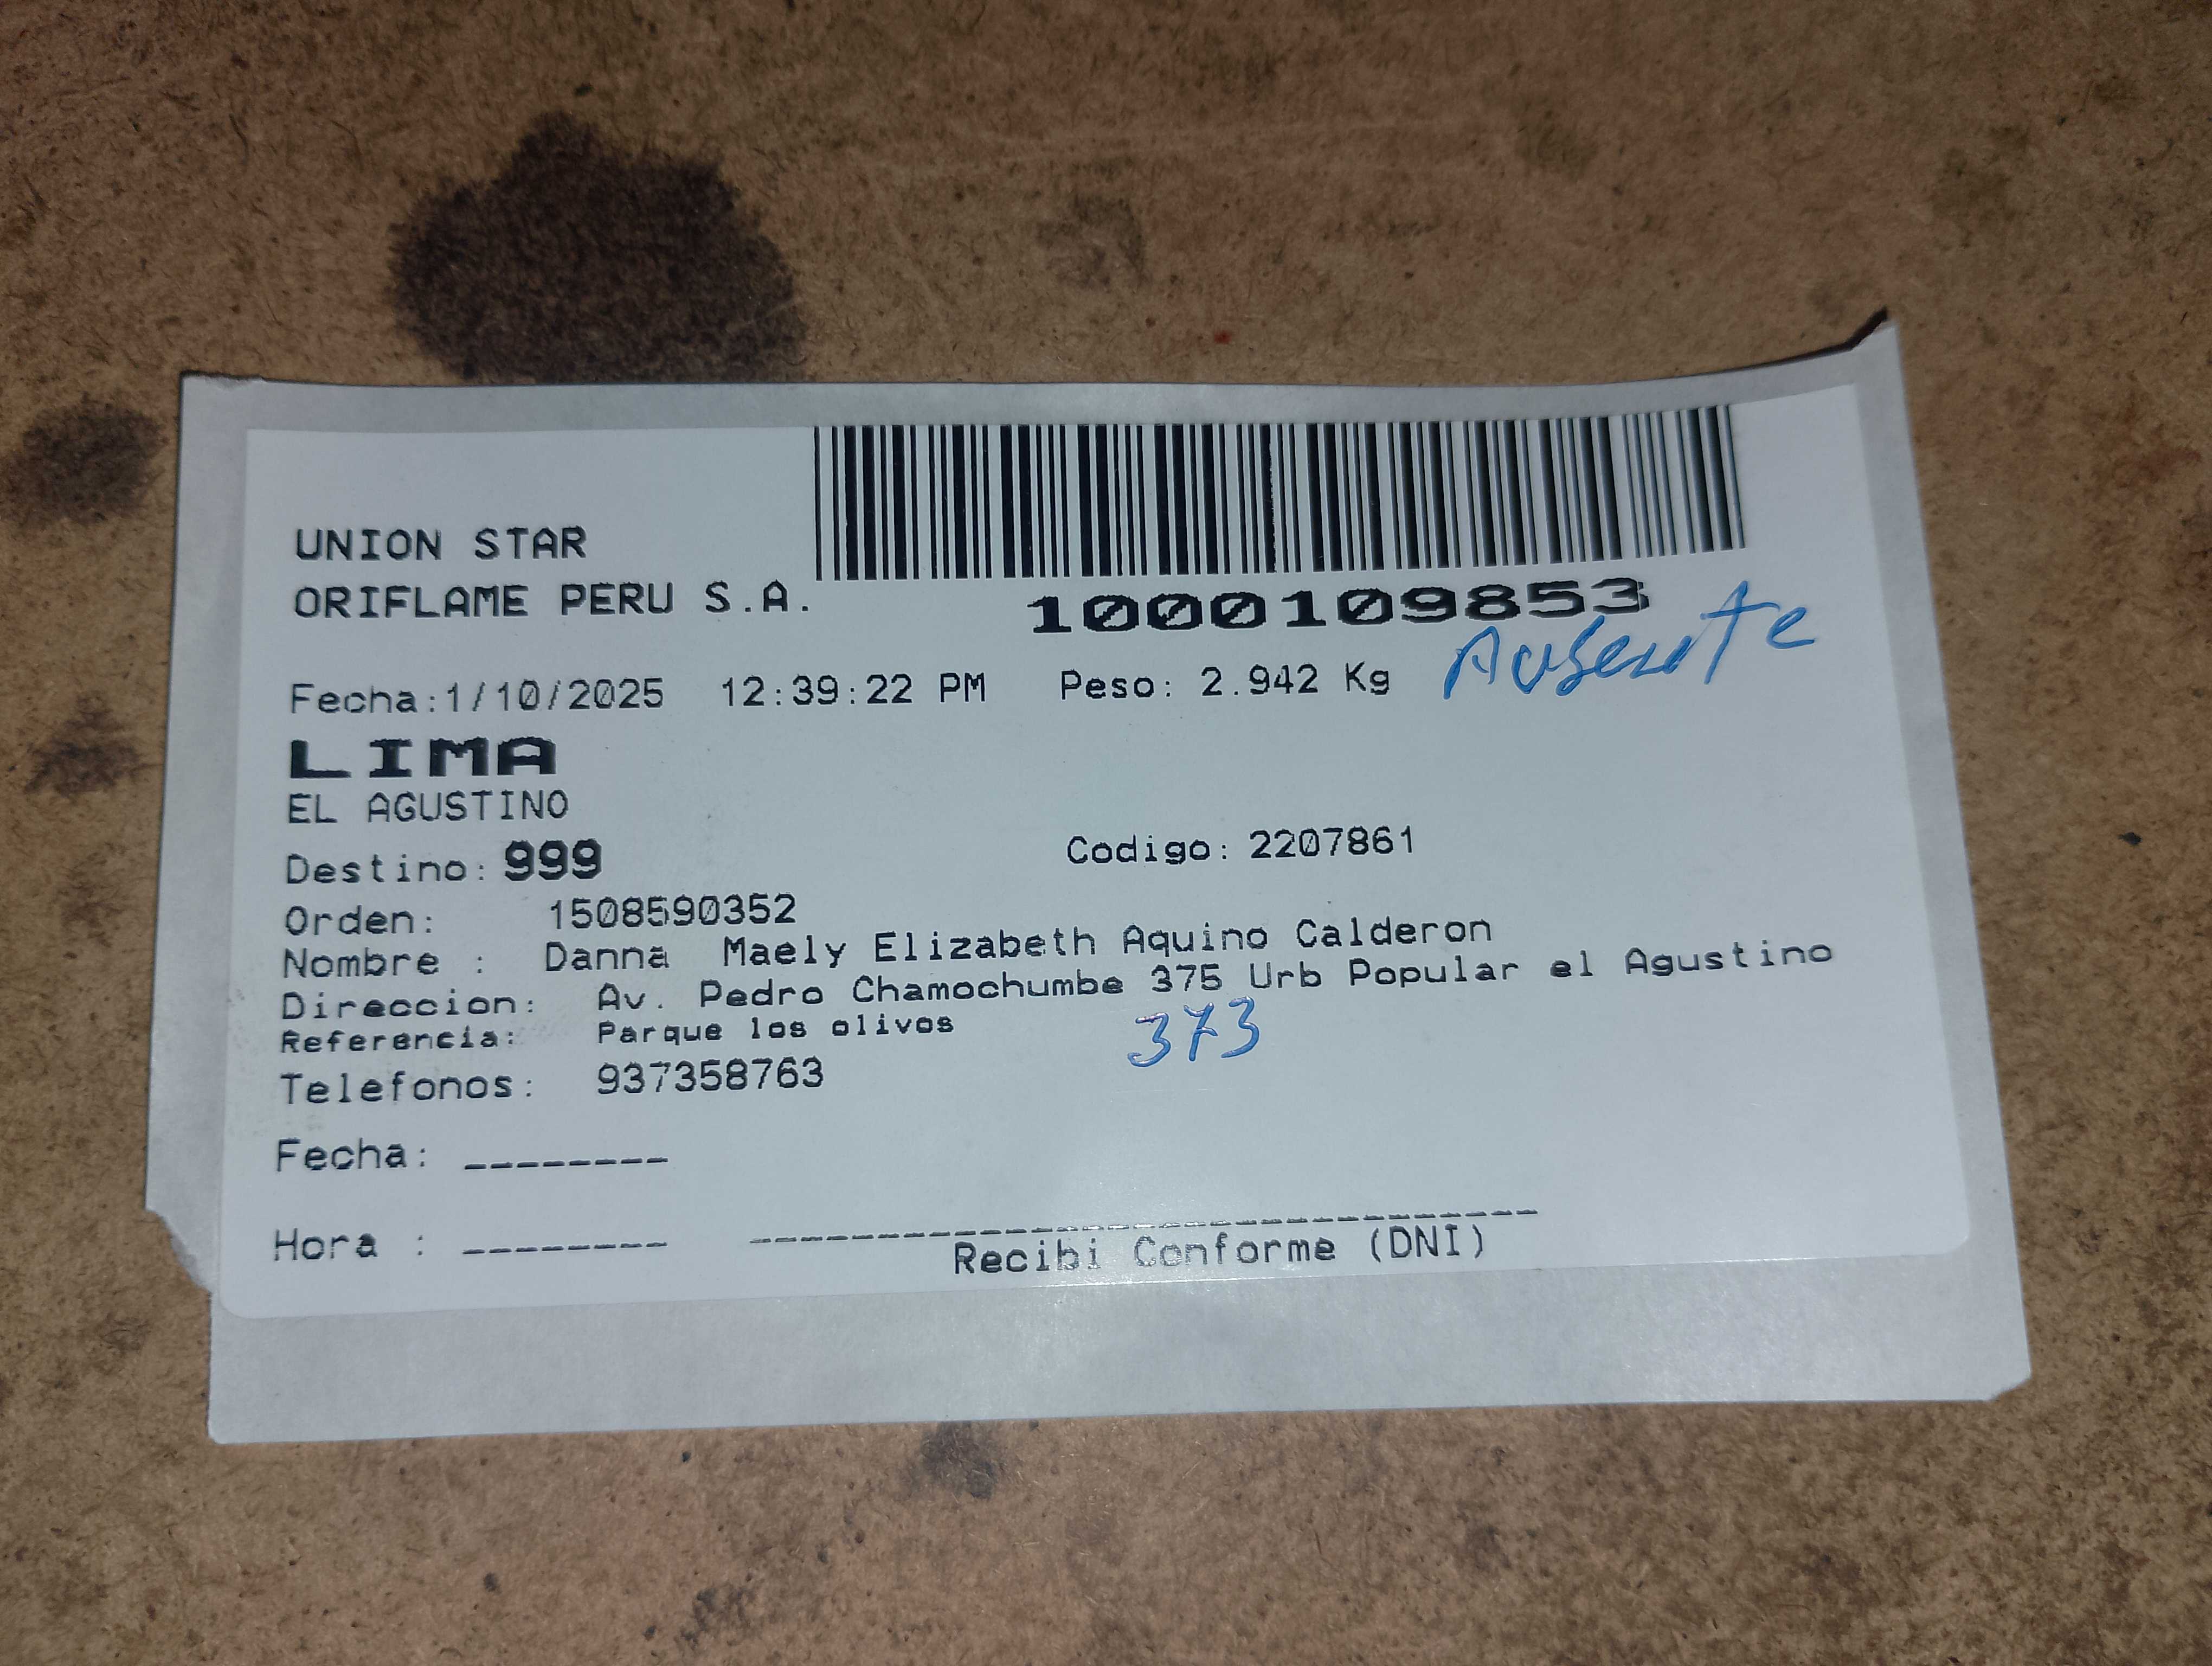 UNION STAR
ORIFLAME PERU S.A.
1000109853
Ausente
Fecha:1/10/2025 12:39:22 PM Peso: 2.942 Kg
LIMA
EL AGUSTINO
Destino: 999 Codigo: 2207861
Orden: 1508590352
Nombre : Danna Maely Elizabeth Aquino Calderon
Direccion: Av. Pedro Chamochumbe 375 Urb Popular el Agustino
373
Referencia: Parque los olivos
Telefonos: 937358763
Fecha: ________
Hora : ________
Recibi Conforme (DNI)